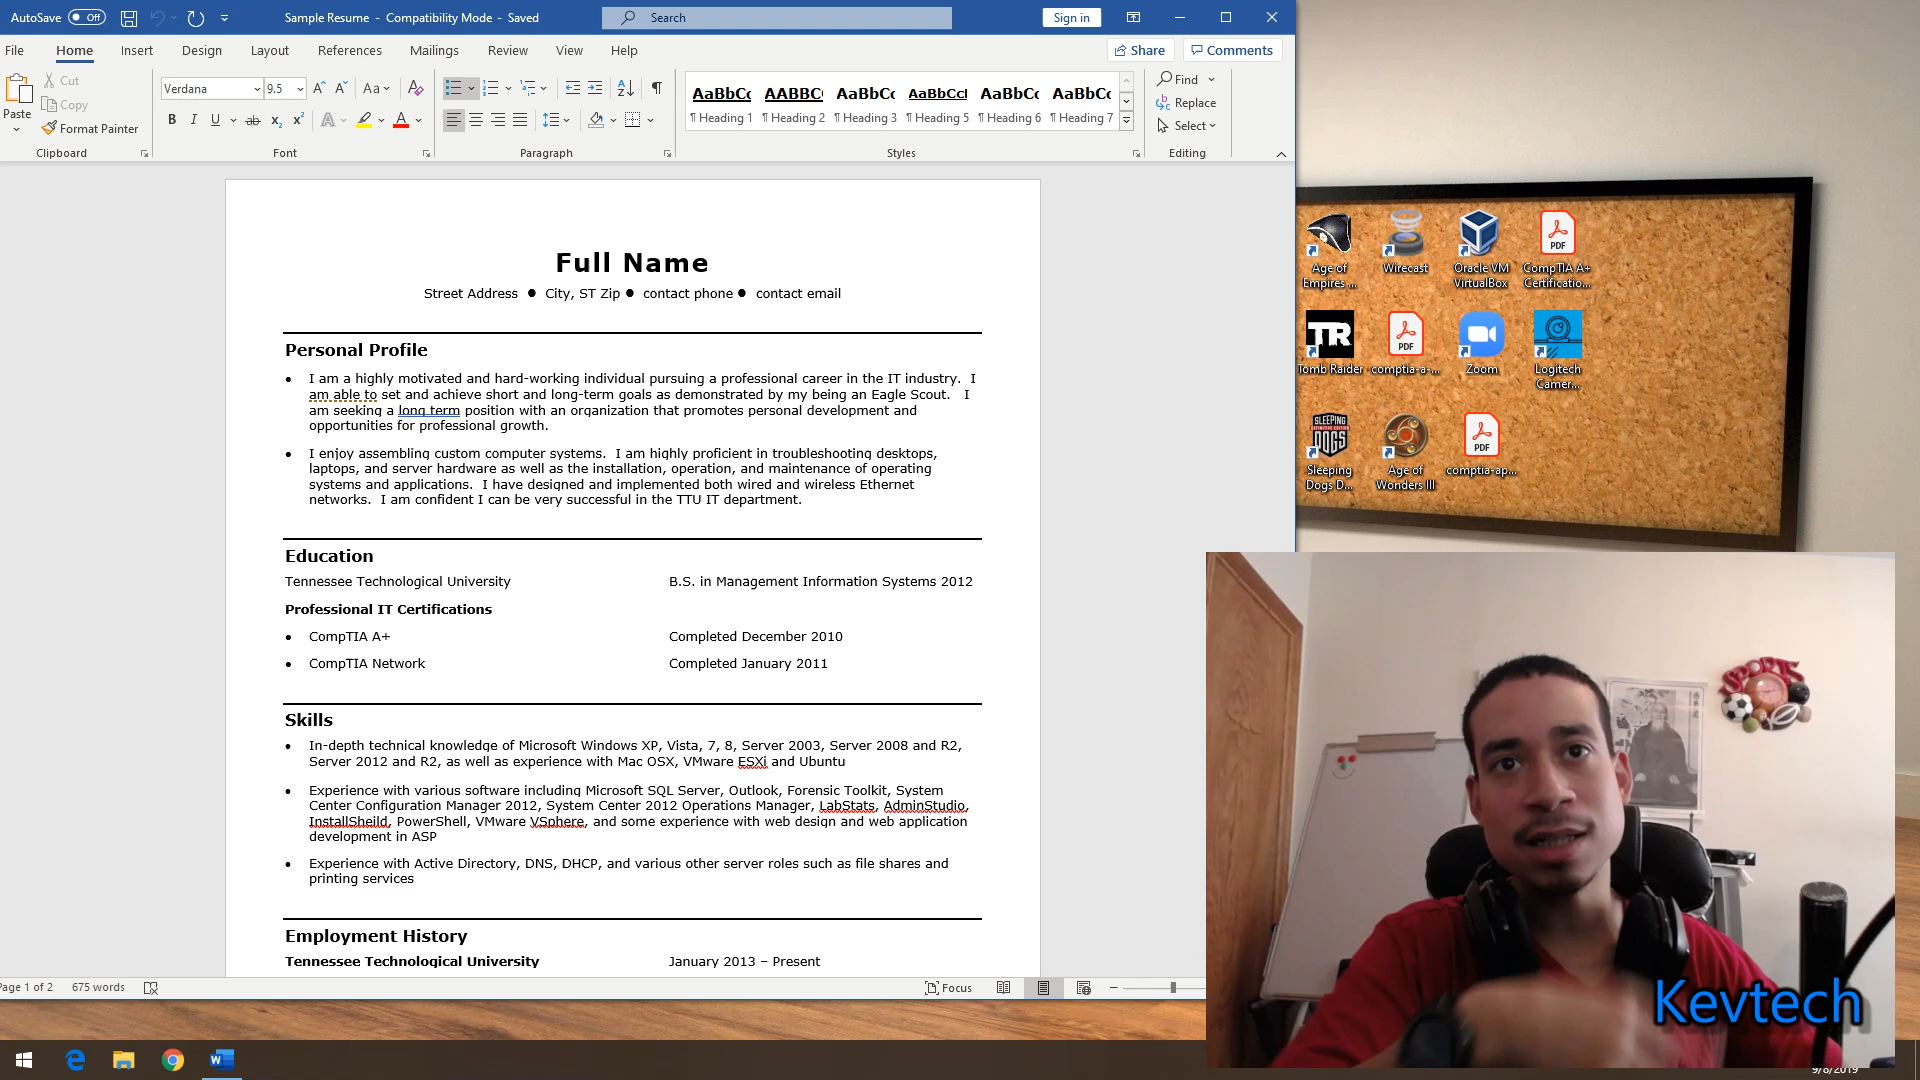 AutoSave Off Sample Resume - Compatibility Mode - Saved Search Sign in
File Home Insert Design Layout References Mailings Review View Help Share Comments
Paste Cut Copy Format Painter
Verdana 9.5
AaBbCc AABBC AaBbCc AaBbCcI AaBbCc AaBbCc
¶ Heading 1 ¶ Heading 2 ¶ Heading 3 ¶ Heading 5 ¶ Heading 6 ¶ Heading 7
Find
Replace
Select
Clipboard Font Paragraph Styles Editing
Full Name
Street Address ● City, ST Zip ● contact phone ● contact email
Personal Profile
• I am a highly motivated and hard-working individual pursuing a professional career in the IT industry. I
am able to set and achieve short and long-term goals as demonstrated by my being an Eagle Scout. I
am seeking a long term position with an organization that promotes personal development and
opportunities for professional growth.
• I enjoy assembling custom computer systems. I am highly proficient in troubleshooting desktops,
laptops, and server hardware as well as the installation, operation, and maintenance of operating
systems and applications. I have designed and implemented both wired and wireless Ethernet
networks. I am confident I can be very successful in the TTU IT department.
Education
Tennessee Technological University B.S. in Management Information Systems 2012
Professional IT Certifications
• CompTIA A+ Completed December 2010
• CompTIA Network Completed January 2011
Skills
• In-depth technical knowledge of Microsoft Windows XP, Vista, 7, 8, Server 2003, Server 2008 and R2,
Server 2012 and R2, as well as experience with Mac OSX, VMware ESXi and Ubuntu
• Experience with various software including Microsoft SQL Server, Outlook, Forensic Toolkit, System
Center Configuration Manager 2012, System Center 2012 Operations Manager, LabStats, AdminStudio,
InstallSheild, PowerShell, VMware VSphere, and some experience with web design and web application
development in ASP
• Experience with Active Directory, DNS, DHCP, and various other server roles such as file shares and
printing services
Employment History
Tennessee Technological University January 2013 – Present
Page 1 of 2 675 words Focus
Age of
Empires ...
Wirecast
Oracle VM
VirtualBox
PDF
CompTIA A+
Certificatio...
TR
Tomb Raider
PDF
comptia-a-...
Zoom
Logitech
Camer...
SLEEPING
DOGS
Sleeping
Dogs D...
Age of
Wonders III
PDF
comptia-ap...
SPORT
Kevtech
9/8/2019